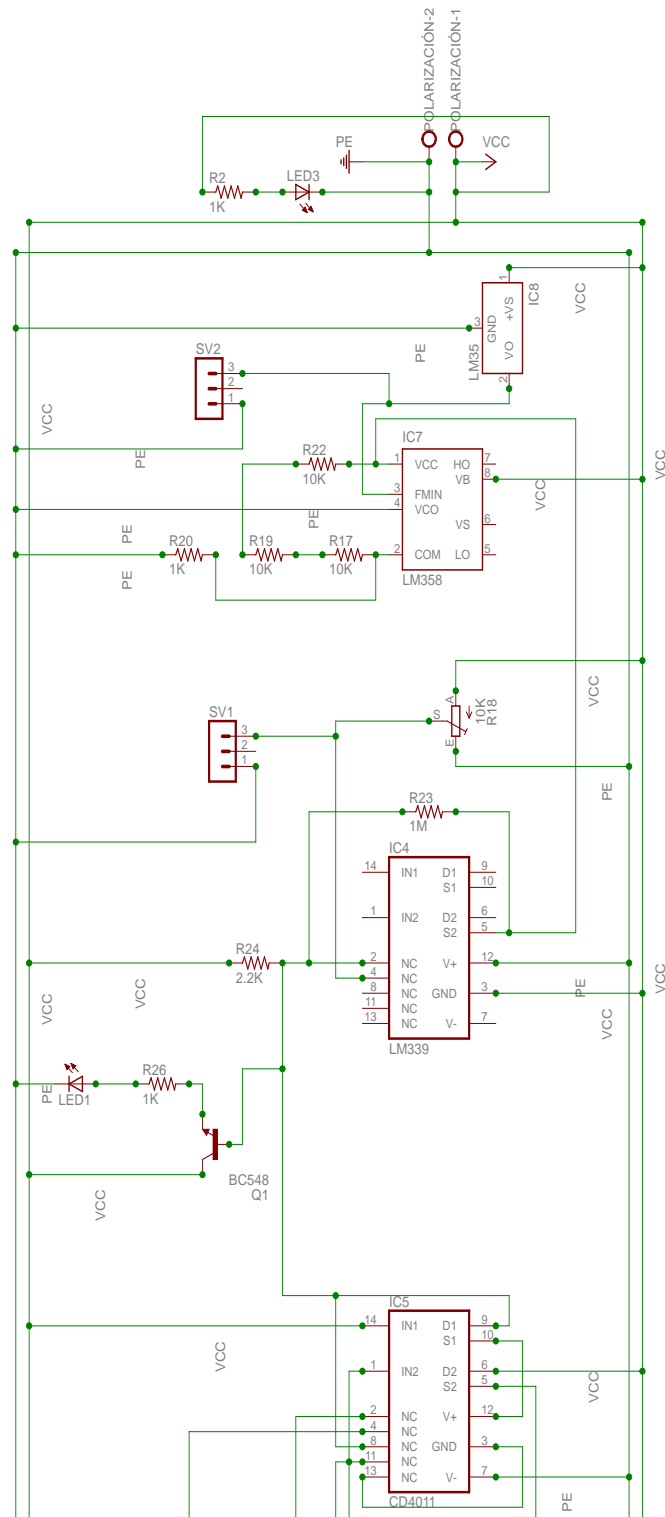 POLARIZACIÓN-2
POLARIZACIÓN-1
PE
VCC
R2
1K
LED3
1
+VS
IC8
VCC
3
GND
LM35
VO
2
PE
SV2
3
2
1
VCC
PE
IC7
R22
10K
1
VCC
HO
7
VB
8
VCC
VCC
3
FMIN
4
VCO
PE
VS
6
PE
R20
1K
R19
10K
R17
10K
2
COM
LO
5
PE
LM358
VCC
SV1
3
2
1
S
A
E
10K
R18
PE
R23
1M
IC4
14
IN1
D1
9
S1
10
1
IN2
D2
6
S2
5
R24
2.2K
2
NC
V+
12
4
NC
8
NC
GND
3
11
NC
13
NC
V-
7
LM339
PE
VCC
VCC
VCC
VCC
PE
LED1
R26
1K
BC548
Q1
VCC
IC5
14
IN1
D1
9
S1
10
VCC
1
IN2
D2
6
S2
5
VCC
2
NC
V+
12
4
NC
8
NC
GND
3
11
NC
13
NC
V-
7
CD4011
PE